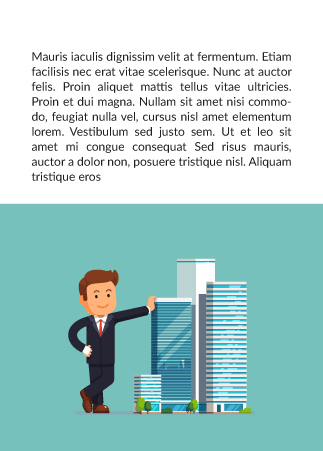 Mauris iaculis dignissim velit at fermentum. Etiam
facilisis nec erat vitae scelerisque. Nunc at auctor
felis. Proin aliquet mattis tellus vitae ultricies.
Proin et dui magna. Nullam sit amet nisi commo-
do, feugiat nulla vel, cursus nisl amet elementum
lorem. Vestibulum sed justo sem. Ut et leo sit
amet mi congue consequat Sed risus mauris,
auctor a dolor non, posuere tristique nisl. Aliquam
tristique eros